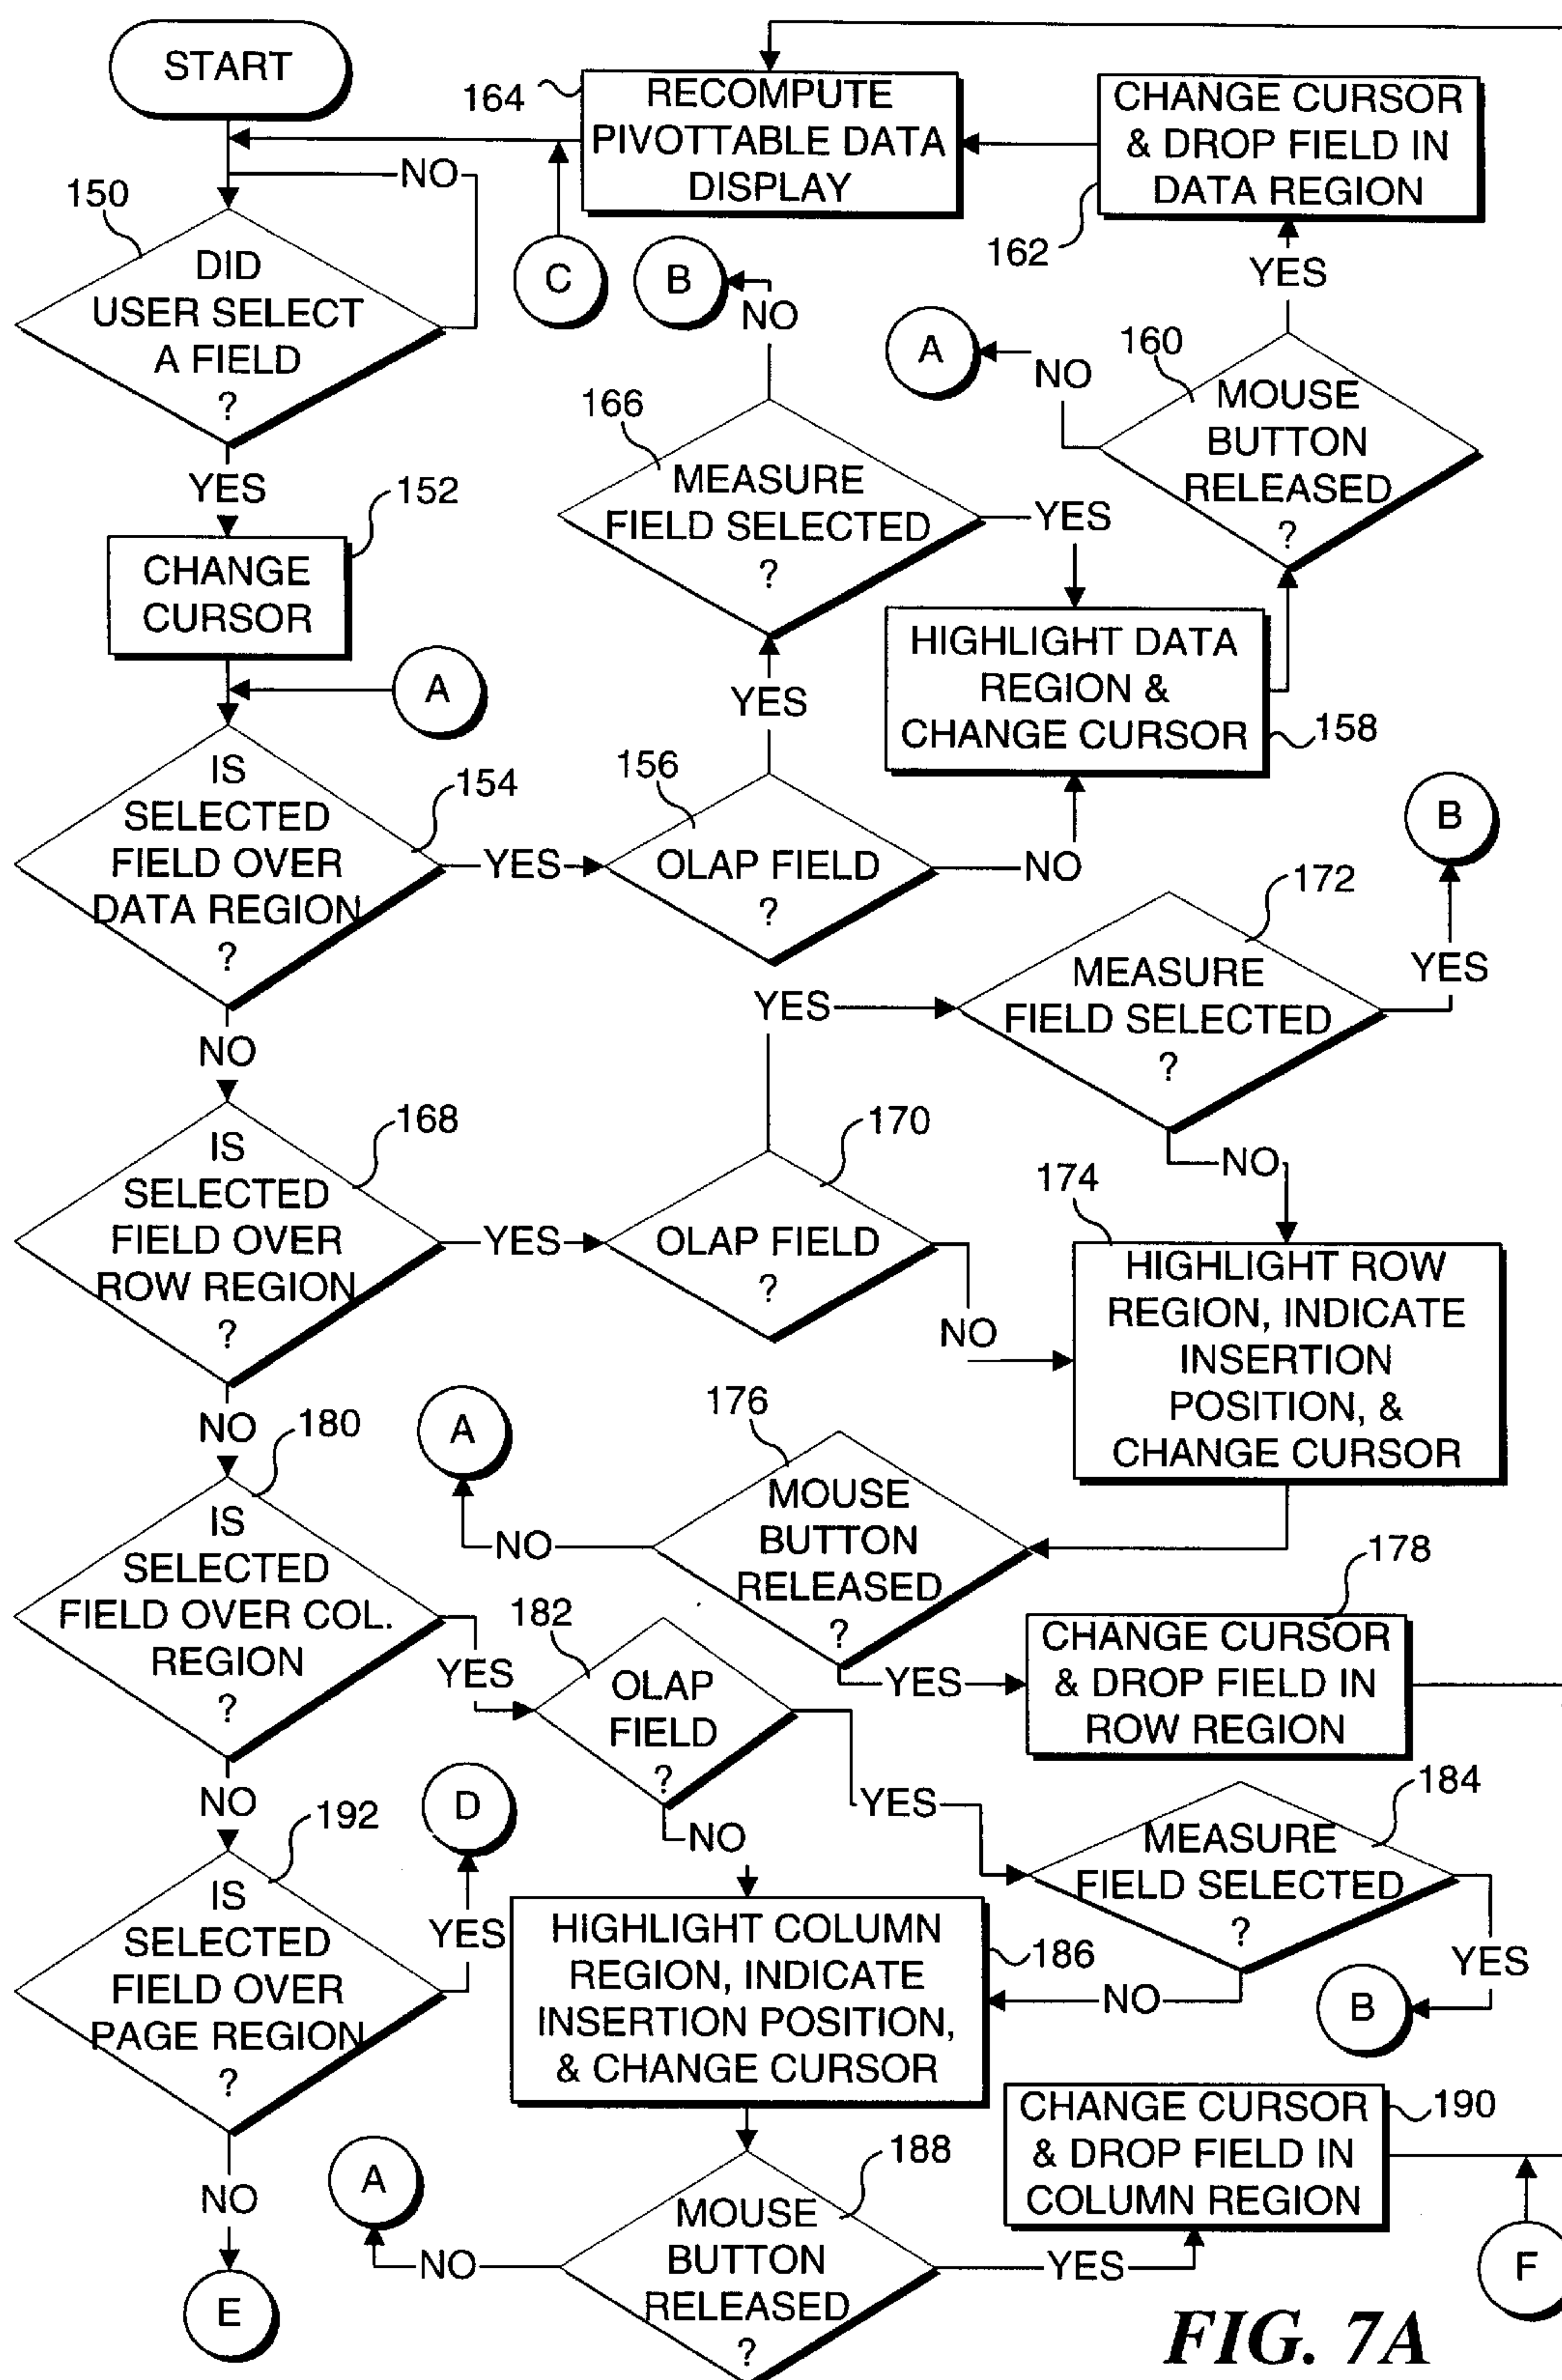 START
164
RECOMPUTE
PIVOTTABLE DATA
DISPLAY
CHANGE CURSOR
& DROP FIELD IN
DATA REGION
162
NO
150
DID
USER SELECT
A FIELD
?
C
B
NO
YES
A
NO
160
MOUSE
BUTTON
RELEASED
?
166
MEASURE
FIELD SELECTED
?
YES
YES
152
CHANGE
CURSOR
A
YES
HIGHLIGHT DATA
REGION &
CHANGE CURSOR
158
IS
SELECTED
FIELD OVER
DATA REGION
?
154
YES
156
OLAP FIELD
?
NO
B
YES
172
MEASURE
FIELD SELECTED
?
YES
NO
NO
IS
SELECTED
FIELD OVER
ROW REGION
?
168
YES
170
OLAP FIELD
?
NO
174
HIGHLIGHT ROW
REGION, INDICATE
INSERTION
POSITION, &
CHANGE CURSOR
NO
180
IS
SELECTED
FIELD OVER COL.
REGION
?
A
NO
176
MOUSE
BUTTON
RELEASED
?
YES
178
CHANGE CURSOR
& DROP FIELD IN
ROW REGION
YES
182
OLAP
FIELD
?
YES
NO
184
MEASURE
FIELD SELECTED
?
YES
B
NO
NO
192
IS
SELECTED
FIELD OVER
PAGE REGION
?
D
YES
HIGHLIGHT COLUMN
REGION, INDICATE
INSERTION POSITION,
& CHANGE CURSOR
186
CHANGE CURSOR
& DROP FIELD IN
COLUMN REGION
190
NO
E
A
NO
188
MOUSE
BUTTON
RELEASED
?
YES
F
FIG. 7A